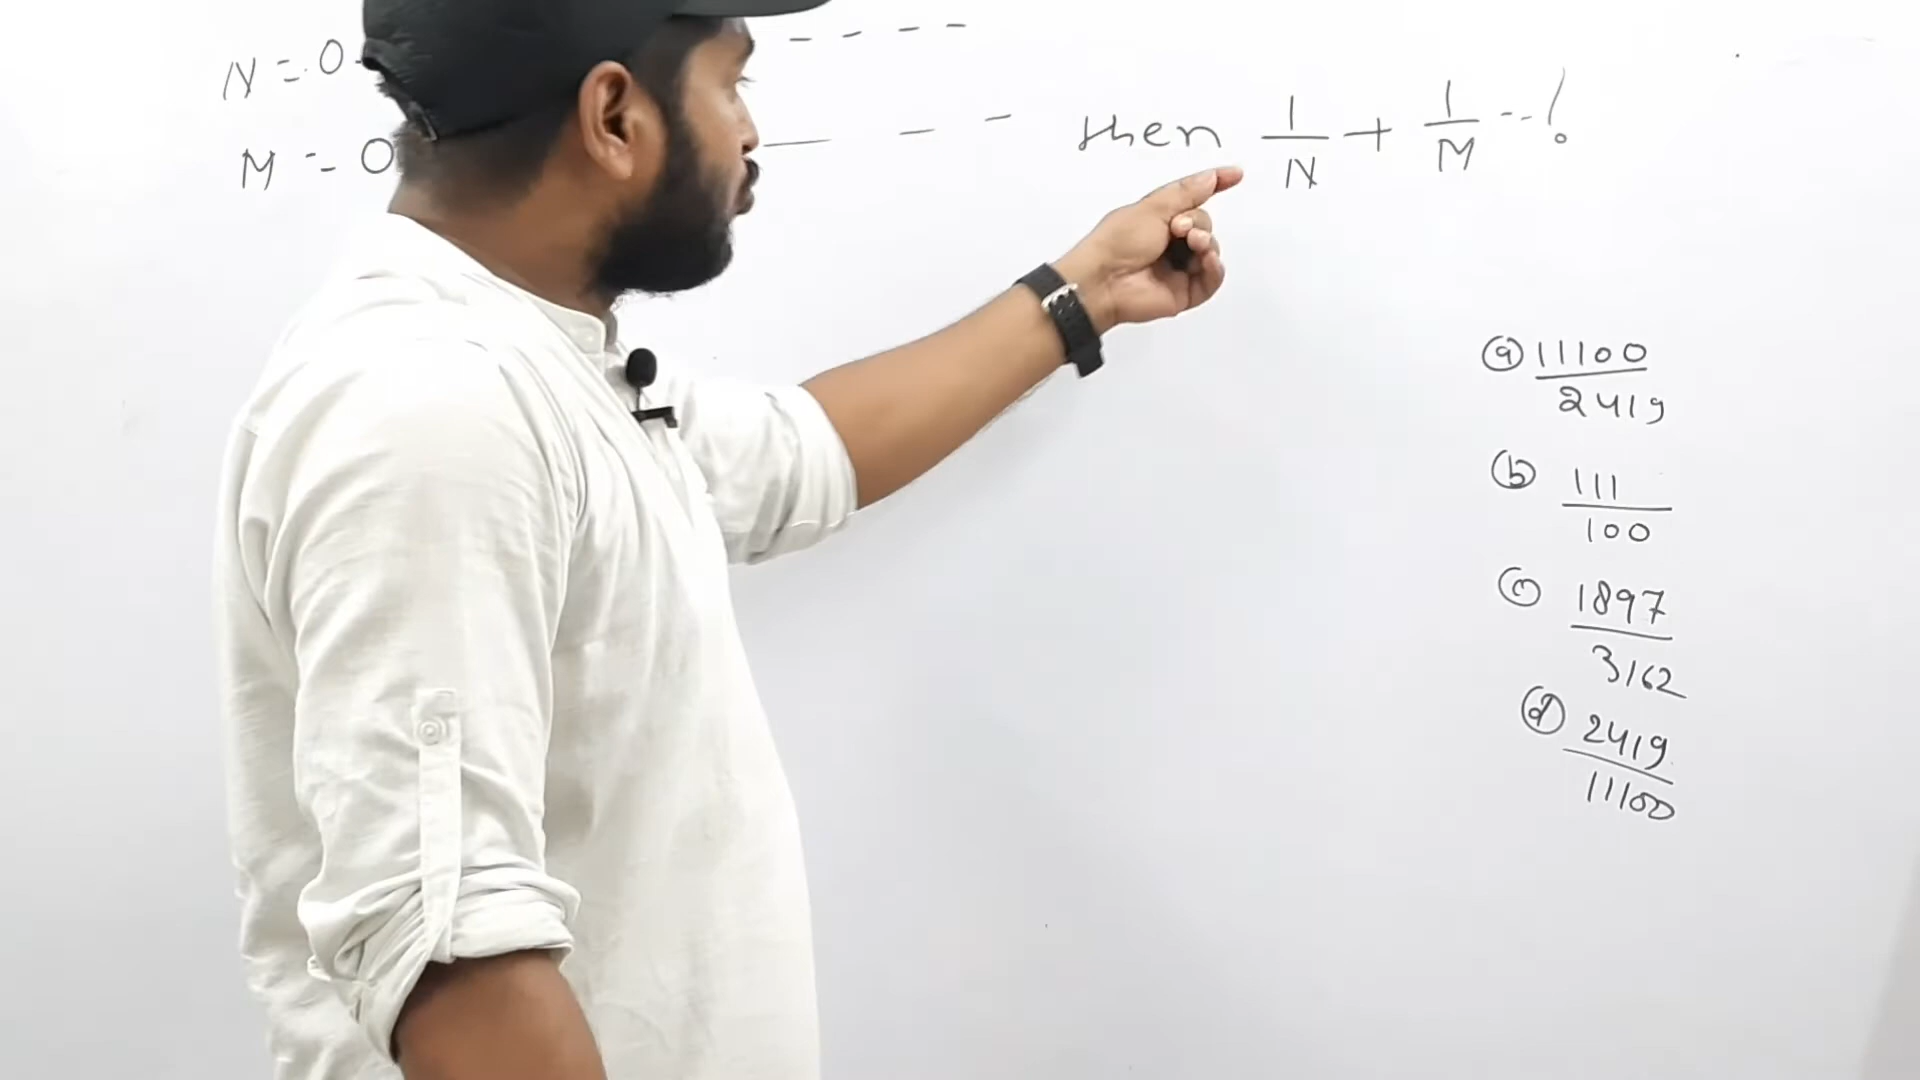 N = 0. - - - -
M = 0 - - - then 1/N + 1/M = ?
(a) 11100/2419
(b) 111/100
(c) 1897/3162
(d) 2419/11100